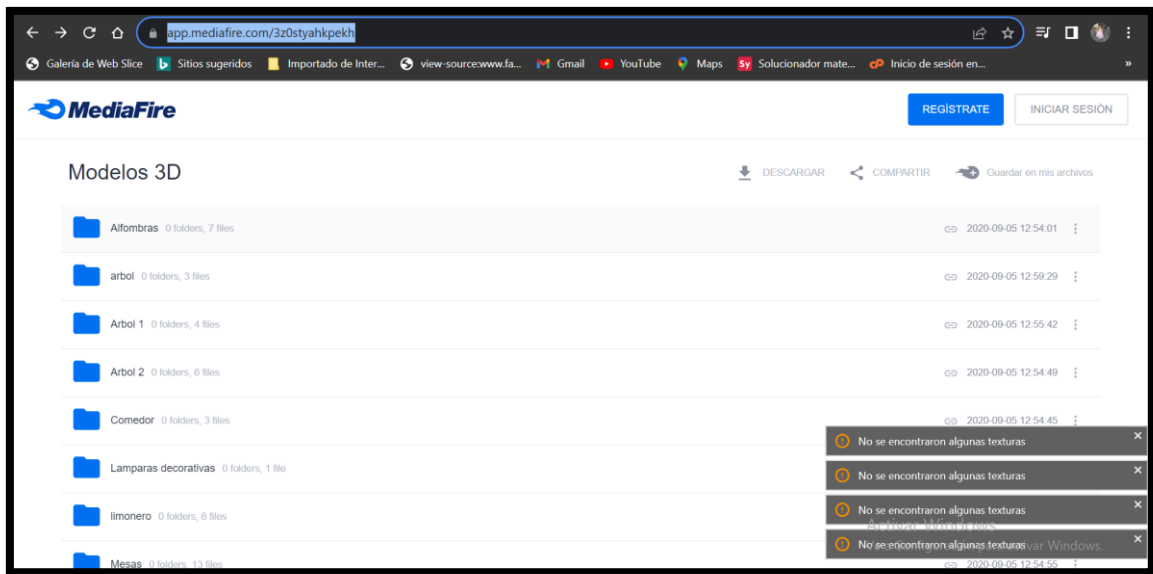 app.mediafire.com/3z0styahkpekh
Galería de Web Slice Sitios sugeridos Importado de Inter... view-source:www.fa... Gmail YouTube Maps Sy Solucionador mate... Inicio de sesión en... »
MediaFire REGÍSTRATE INICIAR SESIÓN
Modelos 3D DESCARGAR COMPARTIR Guardar en mis archivos
Alfombras 0 folders, 7 files 2020-09-05 12:54:01
arbol 0 folders, 3 files 2020-09-05 12:59:29
Arbol 1 0 folders, 4 files 2020-09-05 12:55:42
Arbol 2 0 folders, 6 files 2020-09-05 12:54:49
Comedor 0 folders, 3 files 2020-09-05 12:54:45
No se encontraron algunas texturas
Lamparas decorativas 0 folders, 1 file
No se encontraron algunas texturas
limonero 0 folders, 6 files
No se encontraron algunas texturas
Activar Windows
No se encontraron algunas texturas
Mesas 0 folders, 13 files 2020-09-05 12:54:55